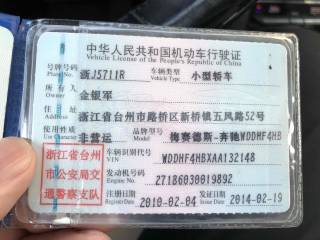 中华人民共和国机动车行驶证
Vehicle License of the People's Republic of China
号牌号码 浙J5711R 车辆类型 小型轿车
Plate No. Vehicle Type
所有人 金银军
Owner
住址 浙江省台州市路桥区新桥镇五凤路52号
Address
使用性质 非营运 品牌型号 梅赛德斯-奔驰WDDHF4HB
Use Character Model
浙江省台州
市公安局交
通警察支队
车辆识别代号 WDDHF4HBXAA132148
VIN
发动机号码 27186030019892
Engine No.
注册日期 2010-02-04 发证日期 2014-02-19
Register Date Issue Date